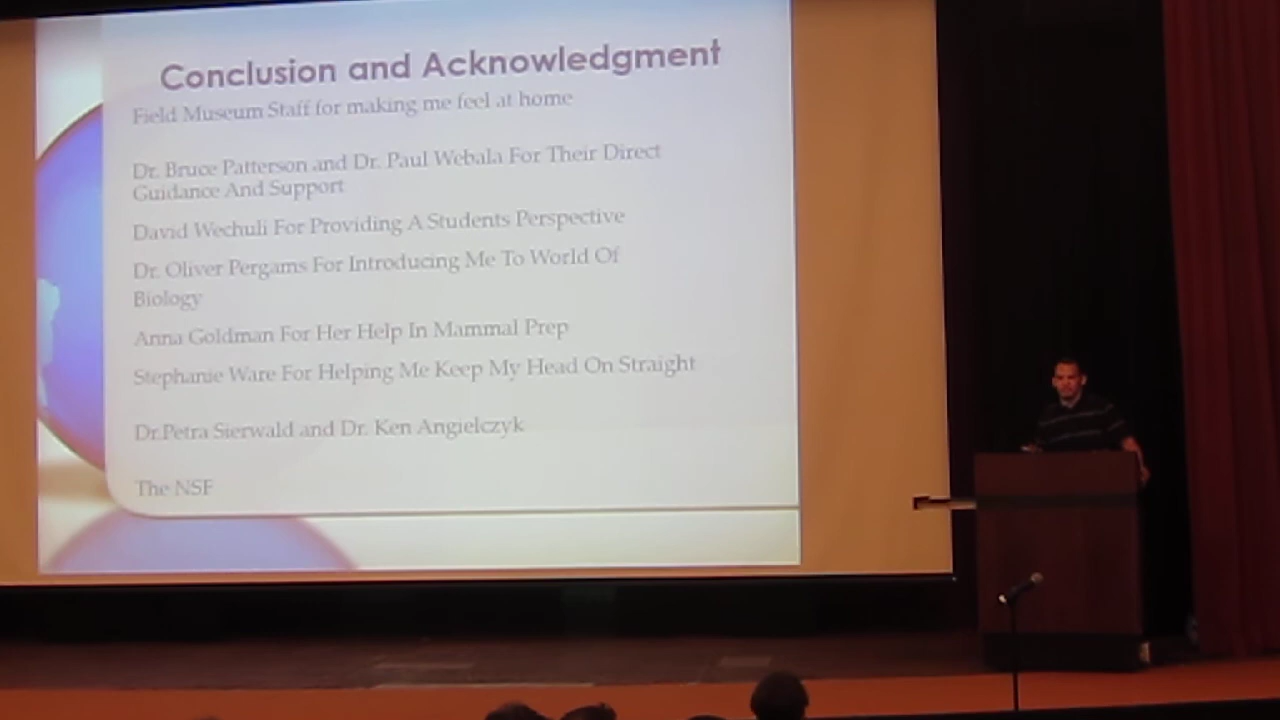 Conclusion and Acknowledgment
Field Museum Staff for making me feel at home
Dr. Bruce Patterson and Dr. Paul Webala For Their Direct
Guidance And Support
David Wechuli For Providing A Students Perspective
Dr. Oliver Pergams For Introducing Me To World Of
Biology
Anna Goldman For Her Help In Mammal Prep
Stephanie Ware For Helping Me Keep My Head On Straight
Dr.Petra Sierwald and Dr. Ken Angielczyk
The NSF